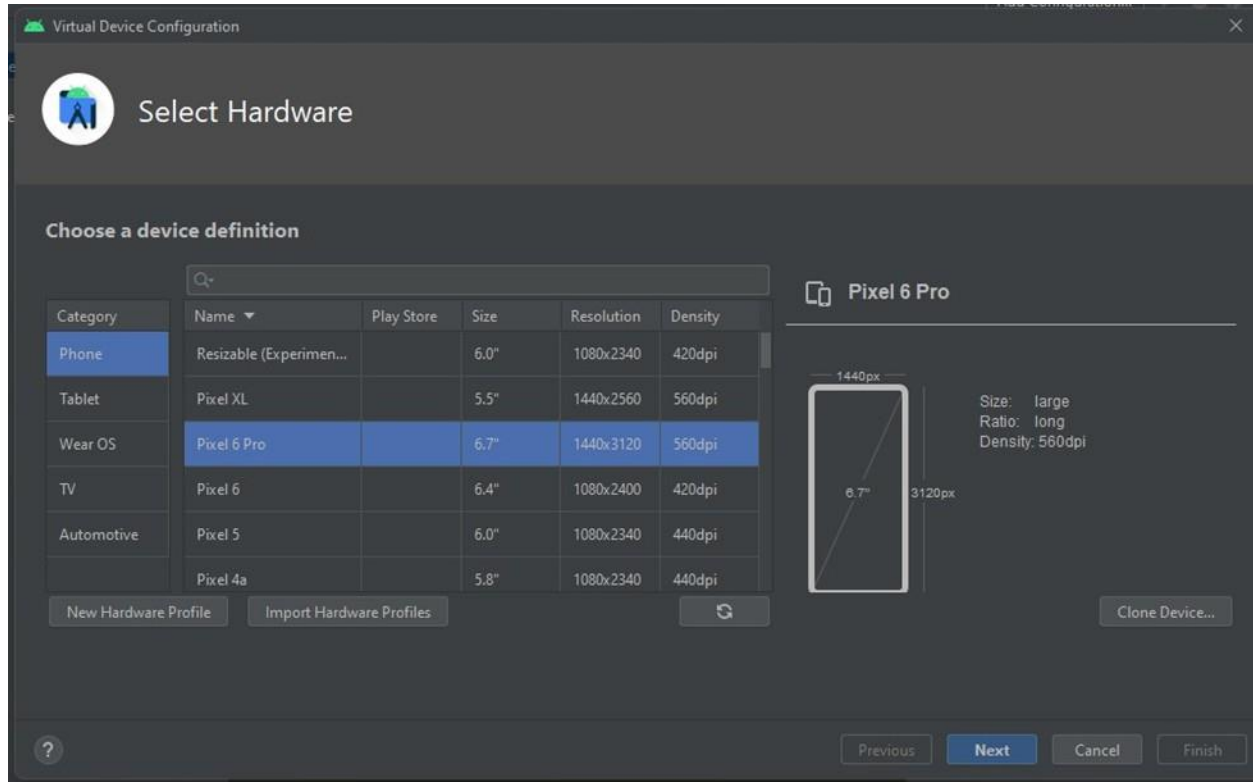 Virtual Device Configuration
Select Hardware
Choose a device definition
Category
Phone
Tablet
Wear OS
TV
Automotive
Name Play Store Size Resolution Density
Resizable (Experimen... 6.0" 1080x2340 420dpi
Pixel XL 5.5" 1440x2560 560dpi
Pixel 6 Pro 6.7" 1440x3120 560dpi
Pixel 6 6.4" 1080x2400 420dpi
Pixel 5 6.0" 1080x2340 440dpi
Pixel 4a 5.8" 1080x2340 440dpi
New Hardware Profile Import Hardware Profiles
Pixel 6 Pro
1440px
6.7"
3120px
Size: large
Ratio: long
Density: 560dpi
Clone Device...
? Previous Next Cancel Finish